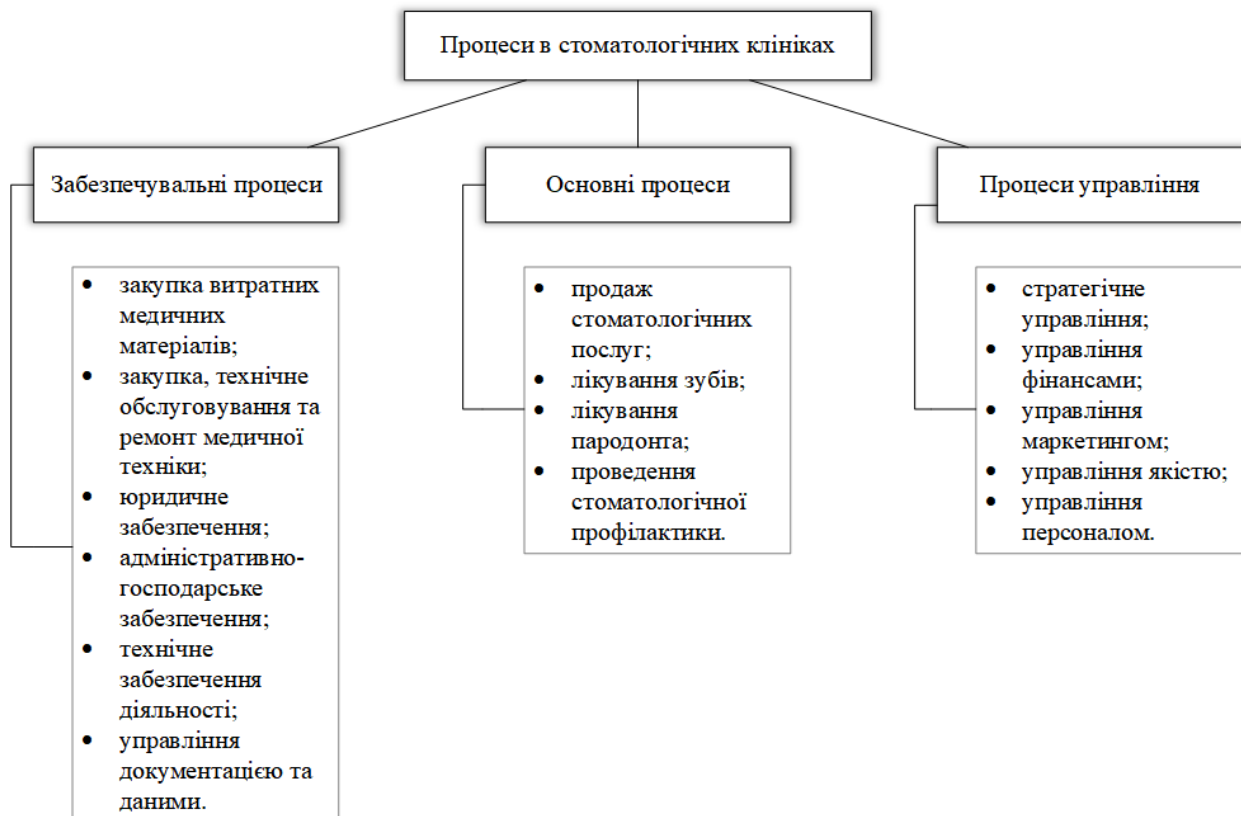 Процеси в стоматологічних клініках
Забезпечувальні процеси
• закупка витратних
медичних
матеріалів;
• закупка, технічне
обслуговування та
ремонт медичної
техніки;
• юридичне
забезпечення;
• адміністративно-
господарське
забезпечення;
• технічне
забезпечення
діяльності;
• управління
документацією та
даними.
Основні процеси
• продаж
стоматологічних
послуг;
• лікування зубів;
• лікування
пародонта;
• проведення
стоматологічної
профілактики.
Процеси управління
• стратегічне
управління;
• управління
фінансами;
• управління
маркетингом;
• управління якістю;
• управління
персоналом.